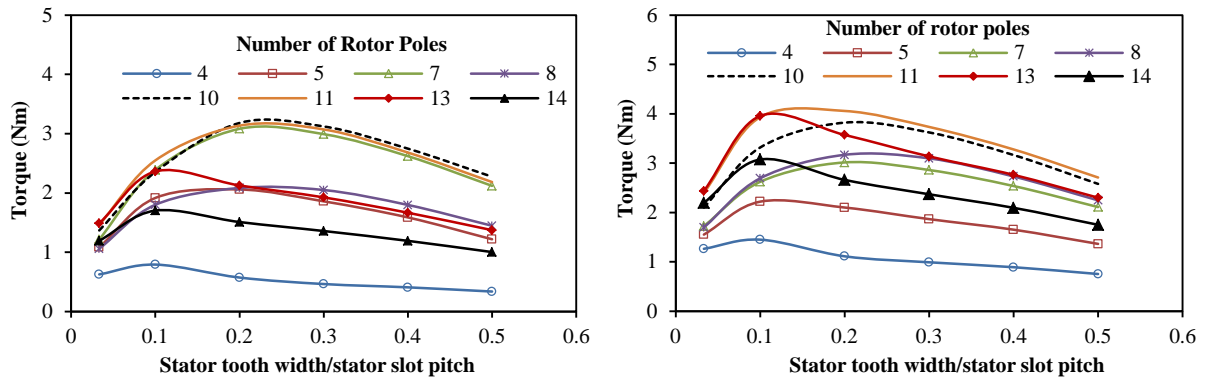 Number of Rotor Poles
4 5 7 8
10 11 13 14
5
4
3
2
1
0
0 0.1 0.2 0.3 0.4 0.5 0.6
Torque (Nm)
Stator tooth width/stator slot pitch
Number of rotor poles
4 5 7 8
10 11 13 14
6
5
4
3
2
1
0
0 0.1 0.2 0.3 0.4 0.5 0.6
Torque (Nm)
Stator tooth width/stator slot pitch